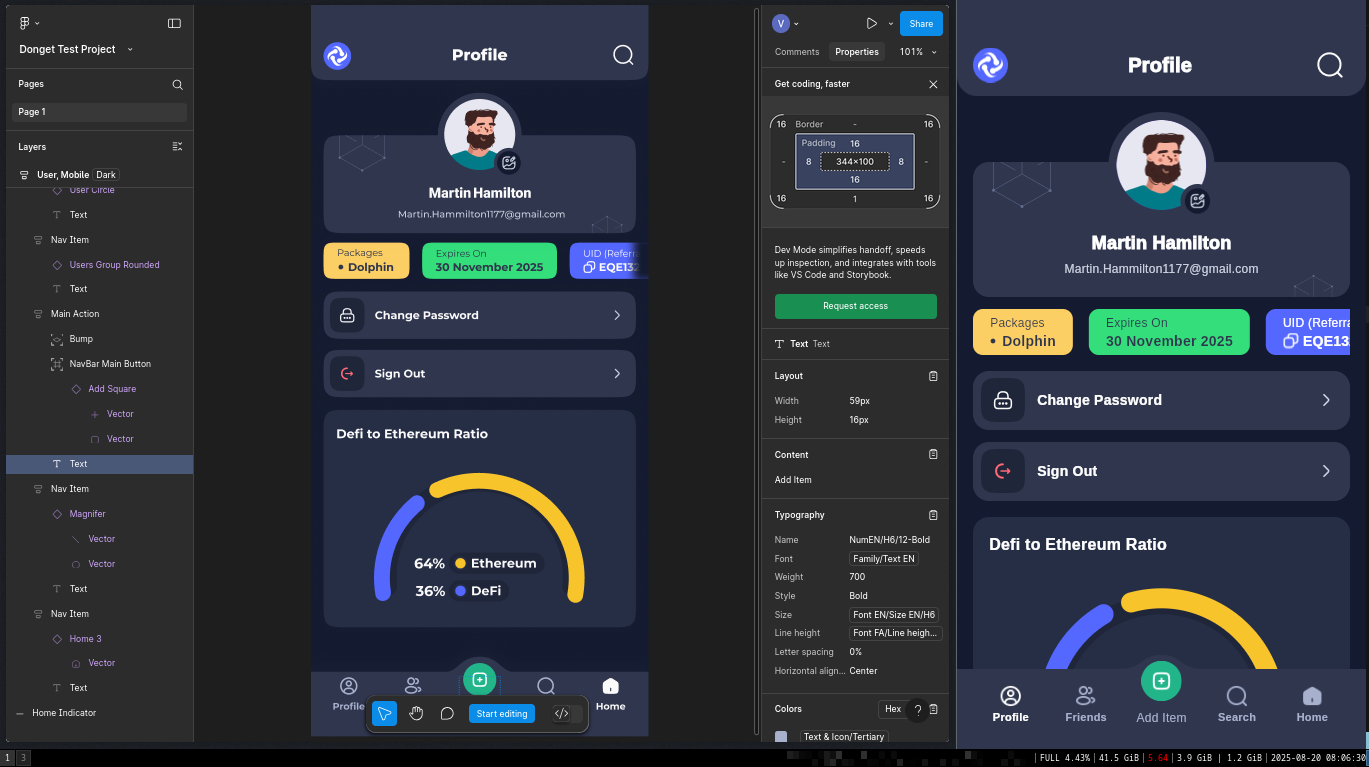 Donget Test Project
Pages
Page 1
Layers
User, Mobile
Dark
User Circle
Text
Nav Item
Users Group Rounded
Text
Main Action
Bump
NavBar Main Button
Add Square
Vector
Vector
Text
Nav Item
Magnifer
Vector
Vector
Text
Nav Item
Home 3
Vector
Text
Home Indicator
Profile
Martin Hamilton
Martin.Hammilton1177@gmail.com
Packages
• Dolphin
Expires On
30 November 2025
UID (Referr
EQE132
Change Password
Sign Out
Defi to Ethereum Ratio
64%
Ethereum
36%
DeFi
Profile
Home
Start editing
</>
V
Share
Comments
Properties
101%
Get coding, faster
16
Border
-
16
Padding
16
-
8
344×100
8
-
16
16
1
16
Dev Mode simplifies handoff, speeds
up inspection, and integrates with tools
like VS Code and Storybook.
Request access
Text
Text
Layout
Width
59px
Height
16px
Content
Add Item
Typography
Name
NumEN/H6/12-Bold
Font
Family/Text EN
Weight
700
Style
Bold
Size
Font EN/Size EN/H6
Line height
Font FA/Line heigh...
Letter spacing
0%
Horizontal align...
Center
Colors
Hex
?
Text & Icon/Tertiary
Profile
Martin Hamilton
Martin.Hammilton1177@gmail.com
Packages
• Dolphin
Expires On
30 November 2025
UID (Referra
EQE13
Change Password
Sign Out
Defi to Ethereum Ratio
Profile
Friends
Add Item
Search
Home
1
3
FULL 4.43%
41.5 GiB
5.64
3.9 GiB
1.2 GiB
2025-08-20 08:06:30